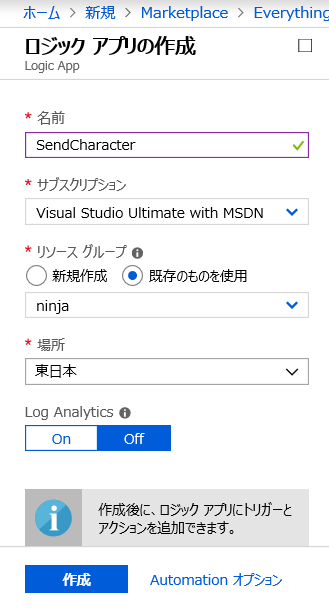 ホーム > 新規 > Marketplace > Everything
ロジック アプリの作成
Logic App
* 名前
SendCharacter
* サブスクリプション
Visual Studio Ultimate with MSDN
* リソース グループ
新規作成 既存のものを使用
ninja
* 場所
東日本
Log Analytics
On Off
作成後に、ロジック アプリにトリガーと
アクションを追加できます。
作成 Automation オプション